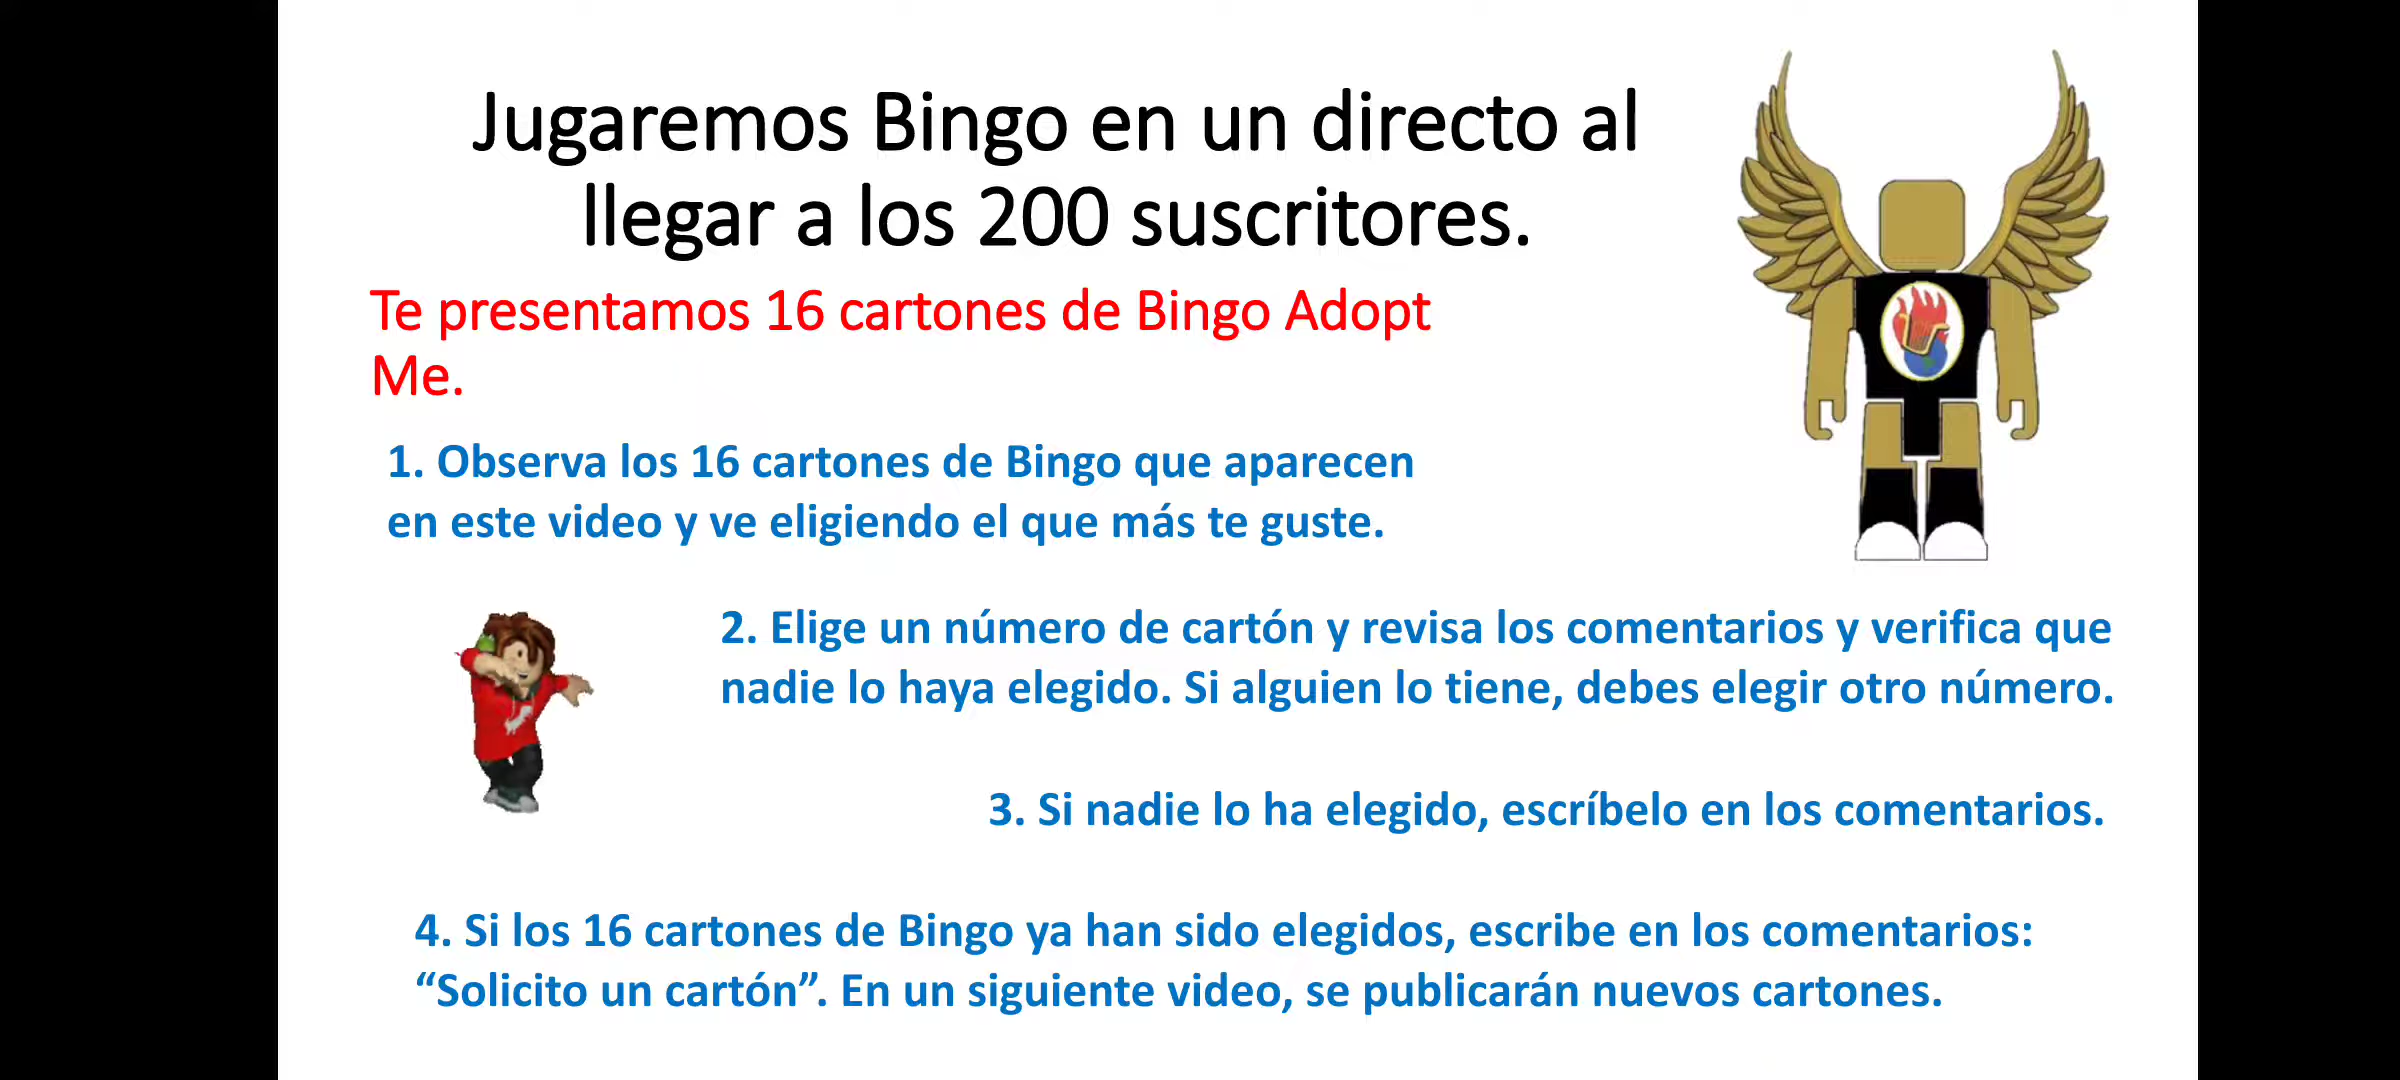 Jugaremos Bingo en un directo al
llegar a los 200 suscritores.
Te presentamos 16 cartones de Bingo Adopt
Me.
1. Observa los 16 cartones de Bingo que aparecen
en este video y ve eligiendo el que más te guste.
2. Elige un número de cartón y revisa los comentarios y verifica que
nadie lo haya elegido. Si alguien lo tiene, debes elegir otro número.
3. Si nadie lo ha elegido, escríbelo en los comentarios.
4. Si los 16 cartones de Bingo ya han sido elegidos, escribe en los comentarios:
“Solicito un cartón”. En un siguiente video, se publicarán nuevos cartones.